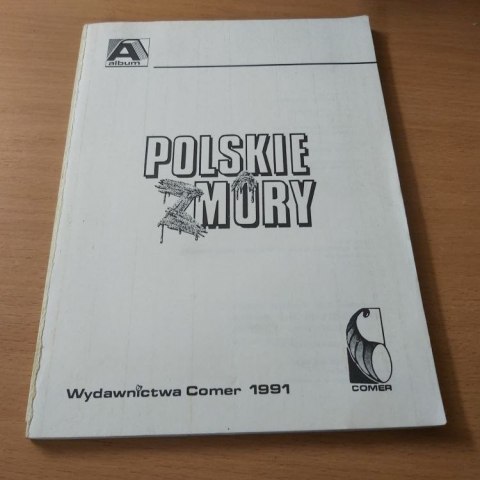 A
album
POLSKIE
ZMORY
Wydawnictwa Comer 1991
COMER